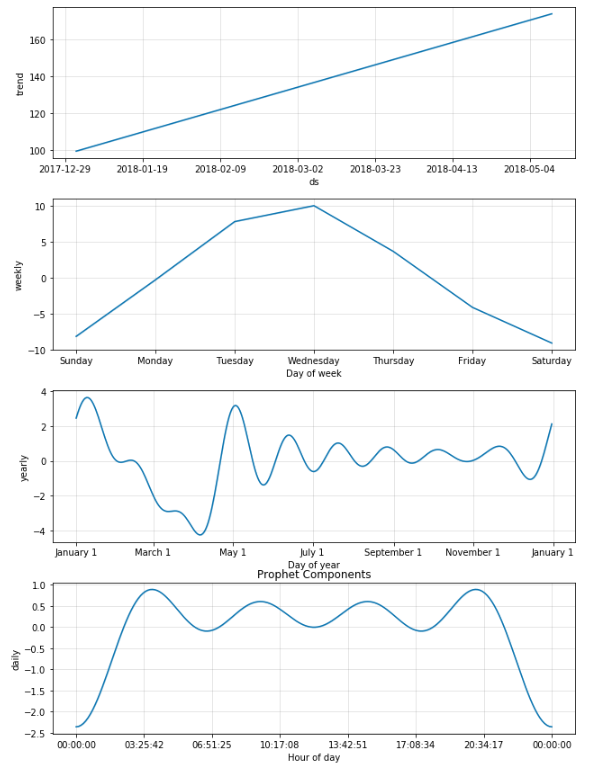 160
140
120
100
trend
2017-12-29 2018-01-19 2018-02-09 2018-03-02 2018-03-23 2018-04-13 2018-05-04
ds
10
5
0
−5
−10
weekly
Sunday Monday Tuesday Wednesday Thursday Friday Saturday
Day of week
4
2
0
−2
−4
yearly
January 1 March 1 May 1 July 1 September 1 November 1 January 1
Day of year
Prophet Components
1.0
0.5
0.0
−0.5
−1.0
−1.5
−2.0
−2.5
daily
00:00:00 03:25:42 06:51:25 10:17:08 13:42:51 17:08:34 20:34:17 00:00:00
Hour of day